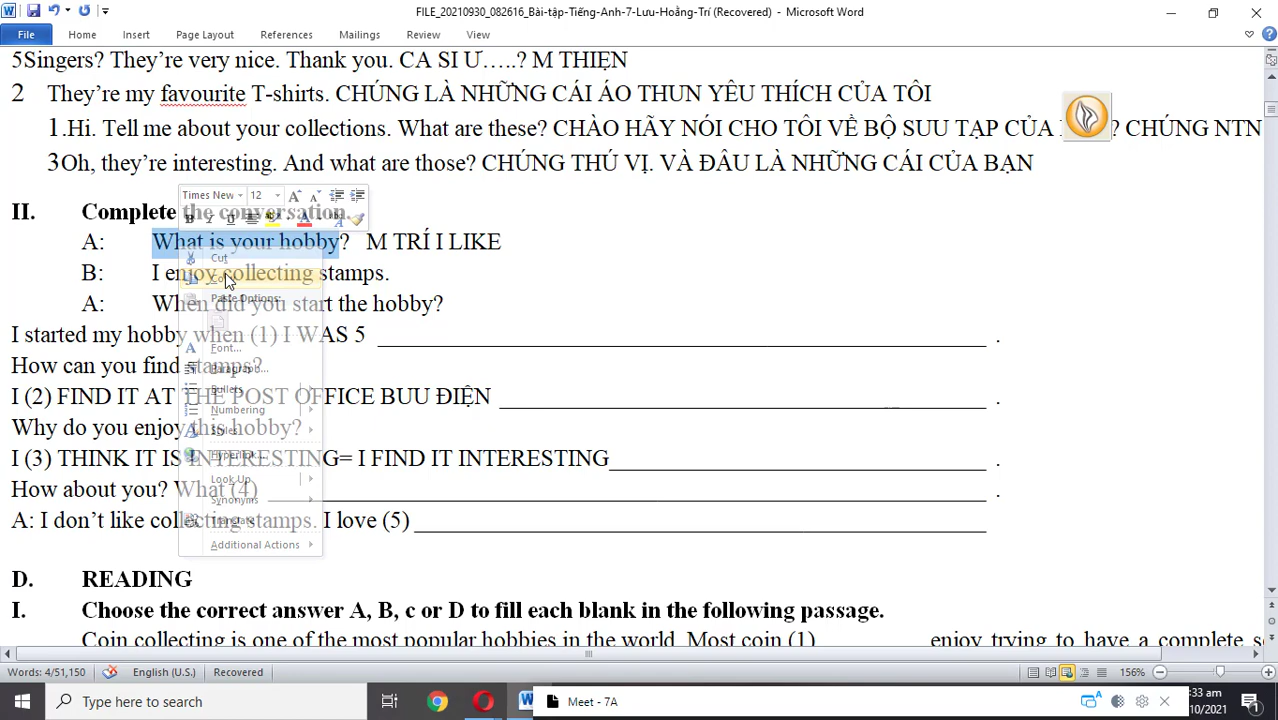 FILE_20210930_082616_Bài-tập-Tiếng-Anh-7-Lưu-Hoằng-Trí (Recovered) - Microsoft Word
File Home Insert Page Layout References Mailings Review View
5Singers? They’re very nice. Thank you. CA SI Ư…..? M THIỆN
2 They’re my favourite T-shirts. CHÚNG LÀ NHỮNG CÁI ÁO THUN YÊU THÍCH CỦA TÔI
1.Hi. Tell me about your collections. What are these? CHÀO HÃY NÓI CHO TÔI VỀ BỘ SUU TẠP CỦA ? CHÚNG NTN
3Oh, they’re interesting. And what are those? CHÚNG THÚ VỊ. VÀ ĐÂU LÀ NHỮNG CÁI CỦA BẠN
Times New 12
II. Complete the conversation.
A: What is your hobby? M TRÍ I LIKE
Cut
B: I enjoy collecting stamps.
Paste Options:
A: When did you start the hobby?
I started my hobby when (1) I WAS 5 .
Font...
How can you find stamps?
Paragraph...
Bullets
I (2) FIND IT AT THE POST OFFICE BUU ĐIỆN .
Numbering
Why do you enjoy this hobby?
Styles
I (3) THINK IT IS INTERESTING= I FIND IT INTERESTING .
Hyperlink...
Look Up
How about you? What (4) .
Synonyms
A: I don’t like collecting stamps. I love (5)
Translate
Additional Actions
D. READING
I. Choose the correct answer A, B, c or D to fill each blank in the following passage.
Coin collecting is one of the most popular hobbies in the world. Most coin (1) enjoy trying to have a complete
Words: 4/51,150 English (U.S.) Recovered 156%
Type here to search
Meet - 7A
:33 am
/10/2021